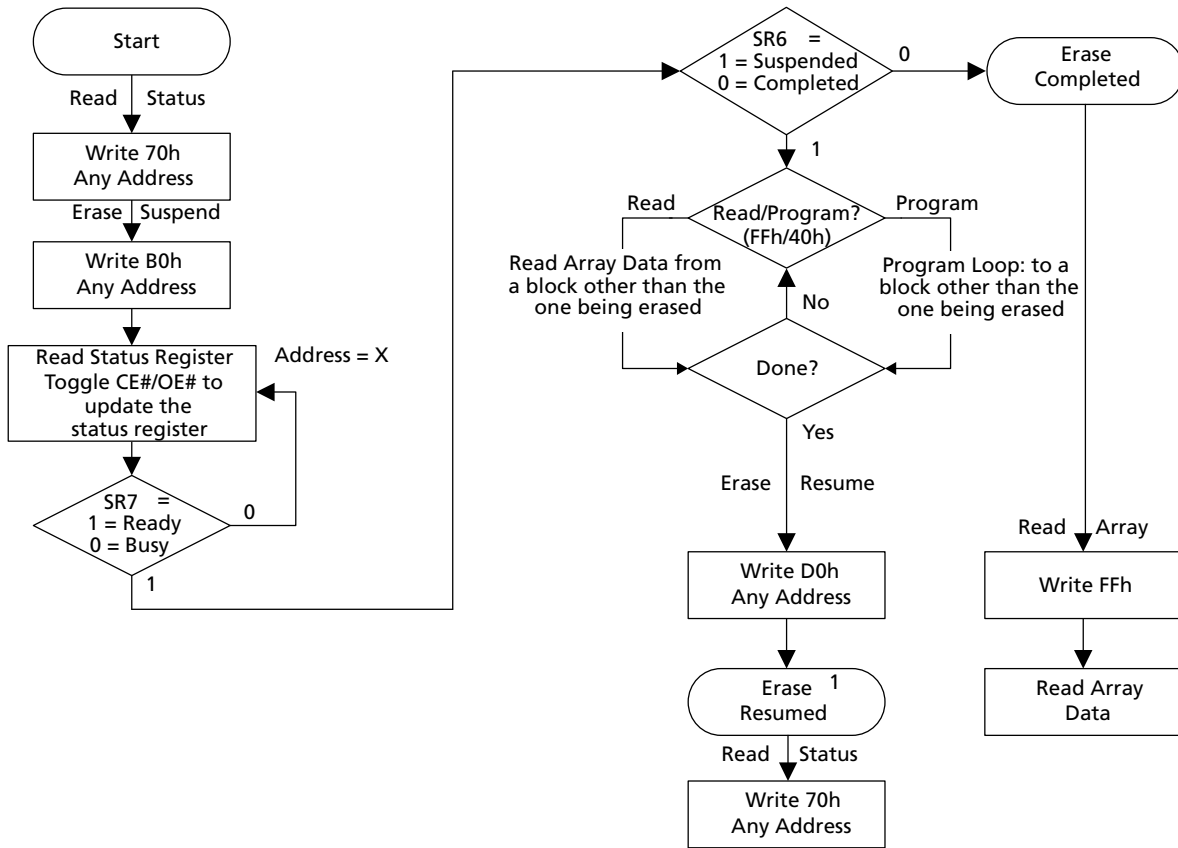 Start
Read Status
Write 70h
Any Address
Erase Suspend
Write B0h
Any Address
Read Status Register
Toggle CE#/OE# to
update the
status register
Address = X
SR7 =
1 = Ready
0 = Busy
0
1
SR6 =
1 = Suspended
0 = Completed
0
1
Erase
Completed
Read/Program?
(FFh/40h)
Read
Program
Read Array Data from
a block other than the
one being erased
Program Loop: to a
block other than the
one being erased
No
Done?
Yes
Erase Resume
Write D0h
Any Address
Erase 1
Resumed
Read Status
Write 70h
Any Address
Read Array
Write FFh
Read Array
Data